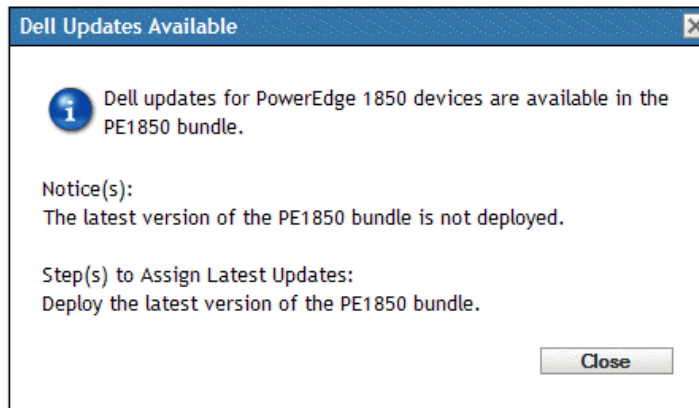 Dell Updates Available
Dell updates for PowerEdge 1850 devices are available in the
PE1850 bundle.
Notice(s):
The latest version of the PE1850 bundle is not deployed.
Step(s) to Assign Latest Updates:
Deploy the latest version of the PE1850 bundle.
Close